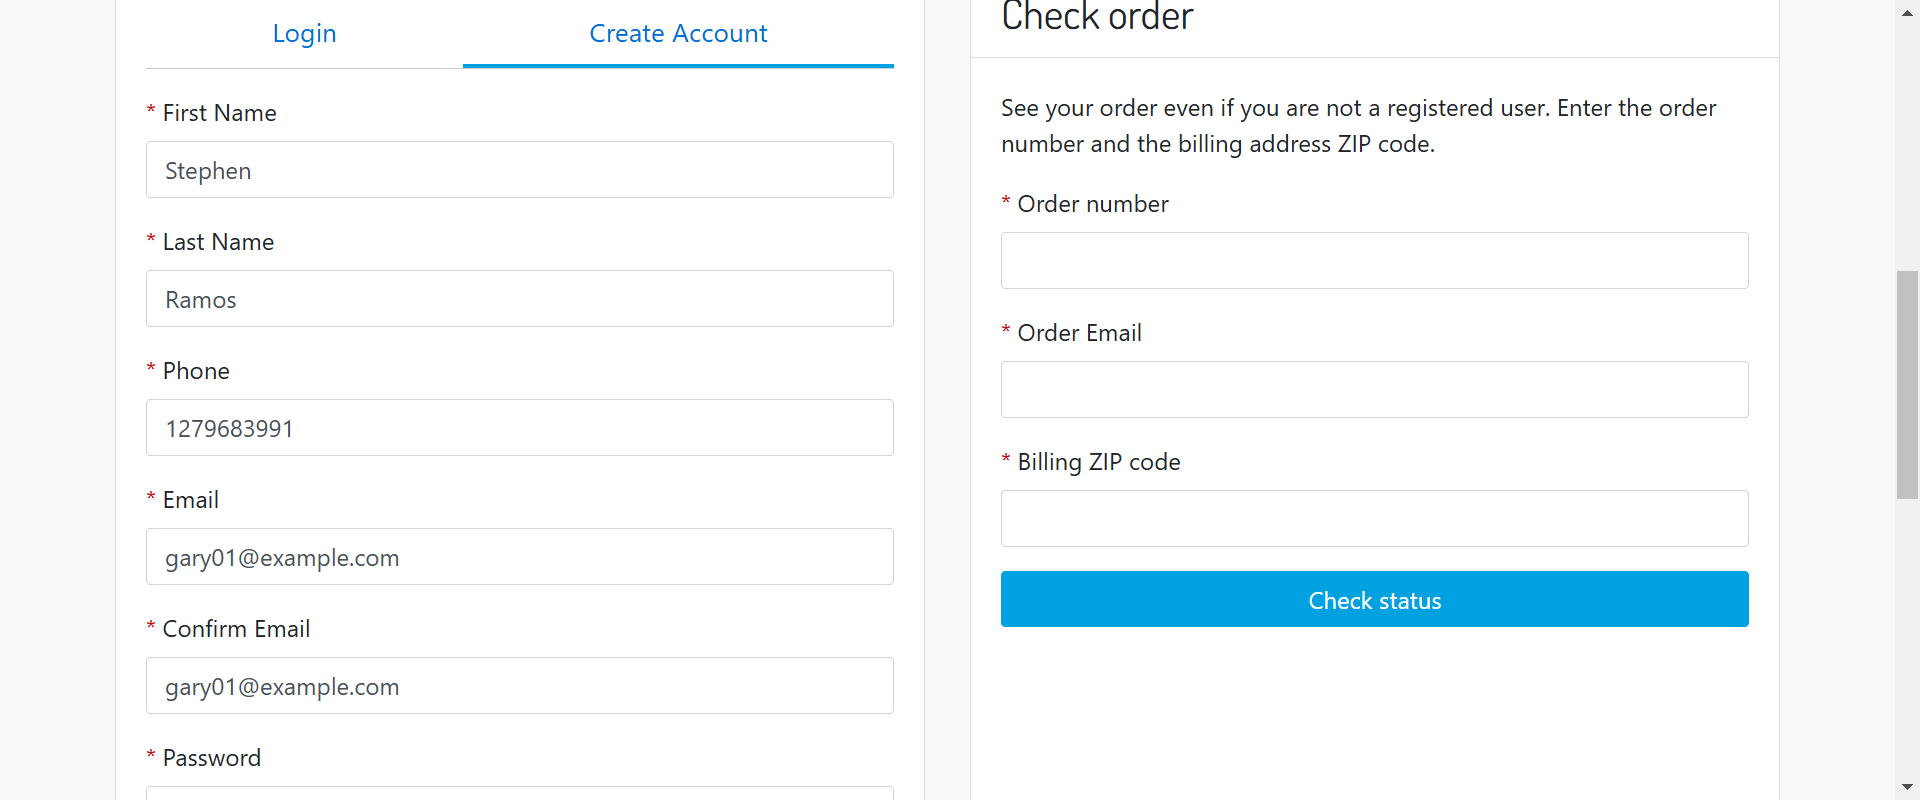 Login
Create Account
* First Name
Stephen
* Last Name
Ramos
* Phone
1279683991
* Email
gary01@example.com
* Confirm Email
gary01@example.com
* Password
Check order
See your order even if you are not a registered user. Enter the order
number and the billing address ZIP code.
* Order number
* Order Email
* Billing ZIP code
Check status